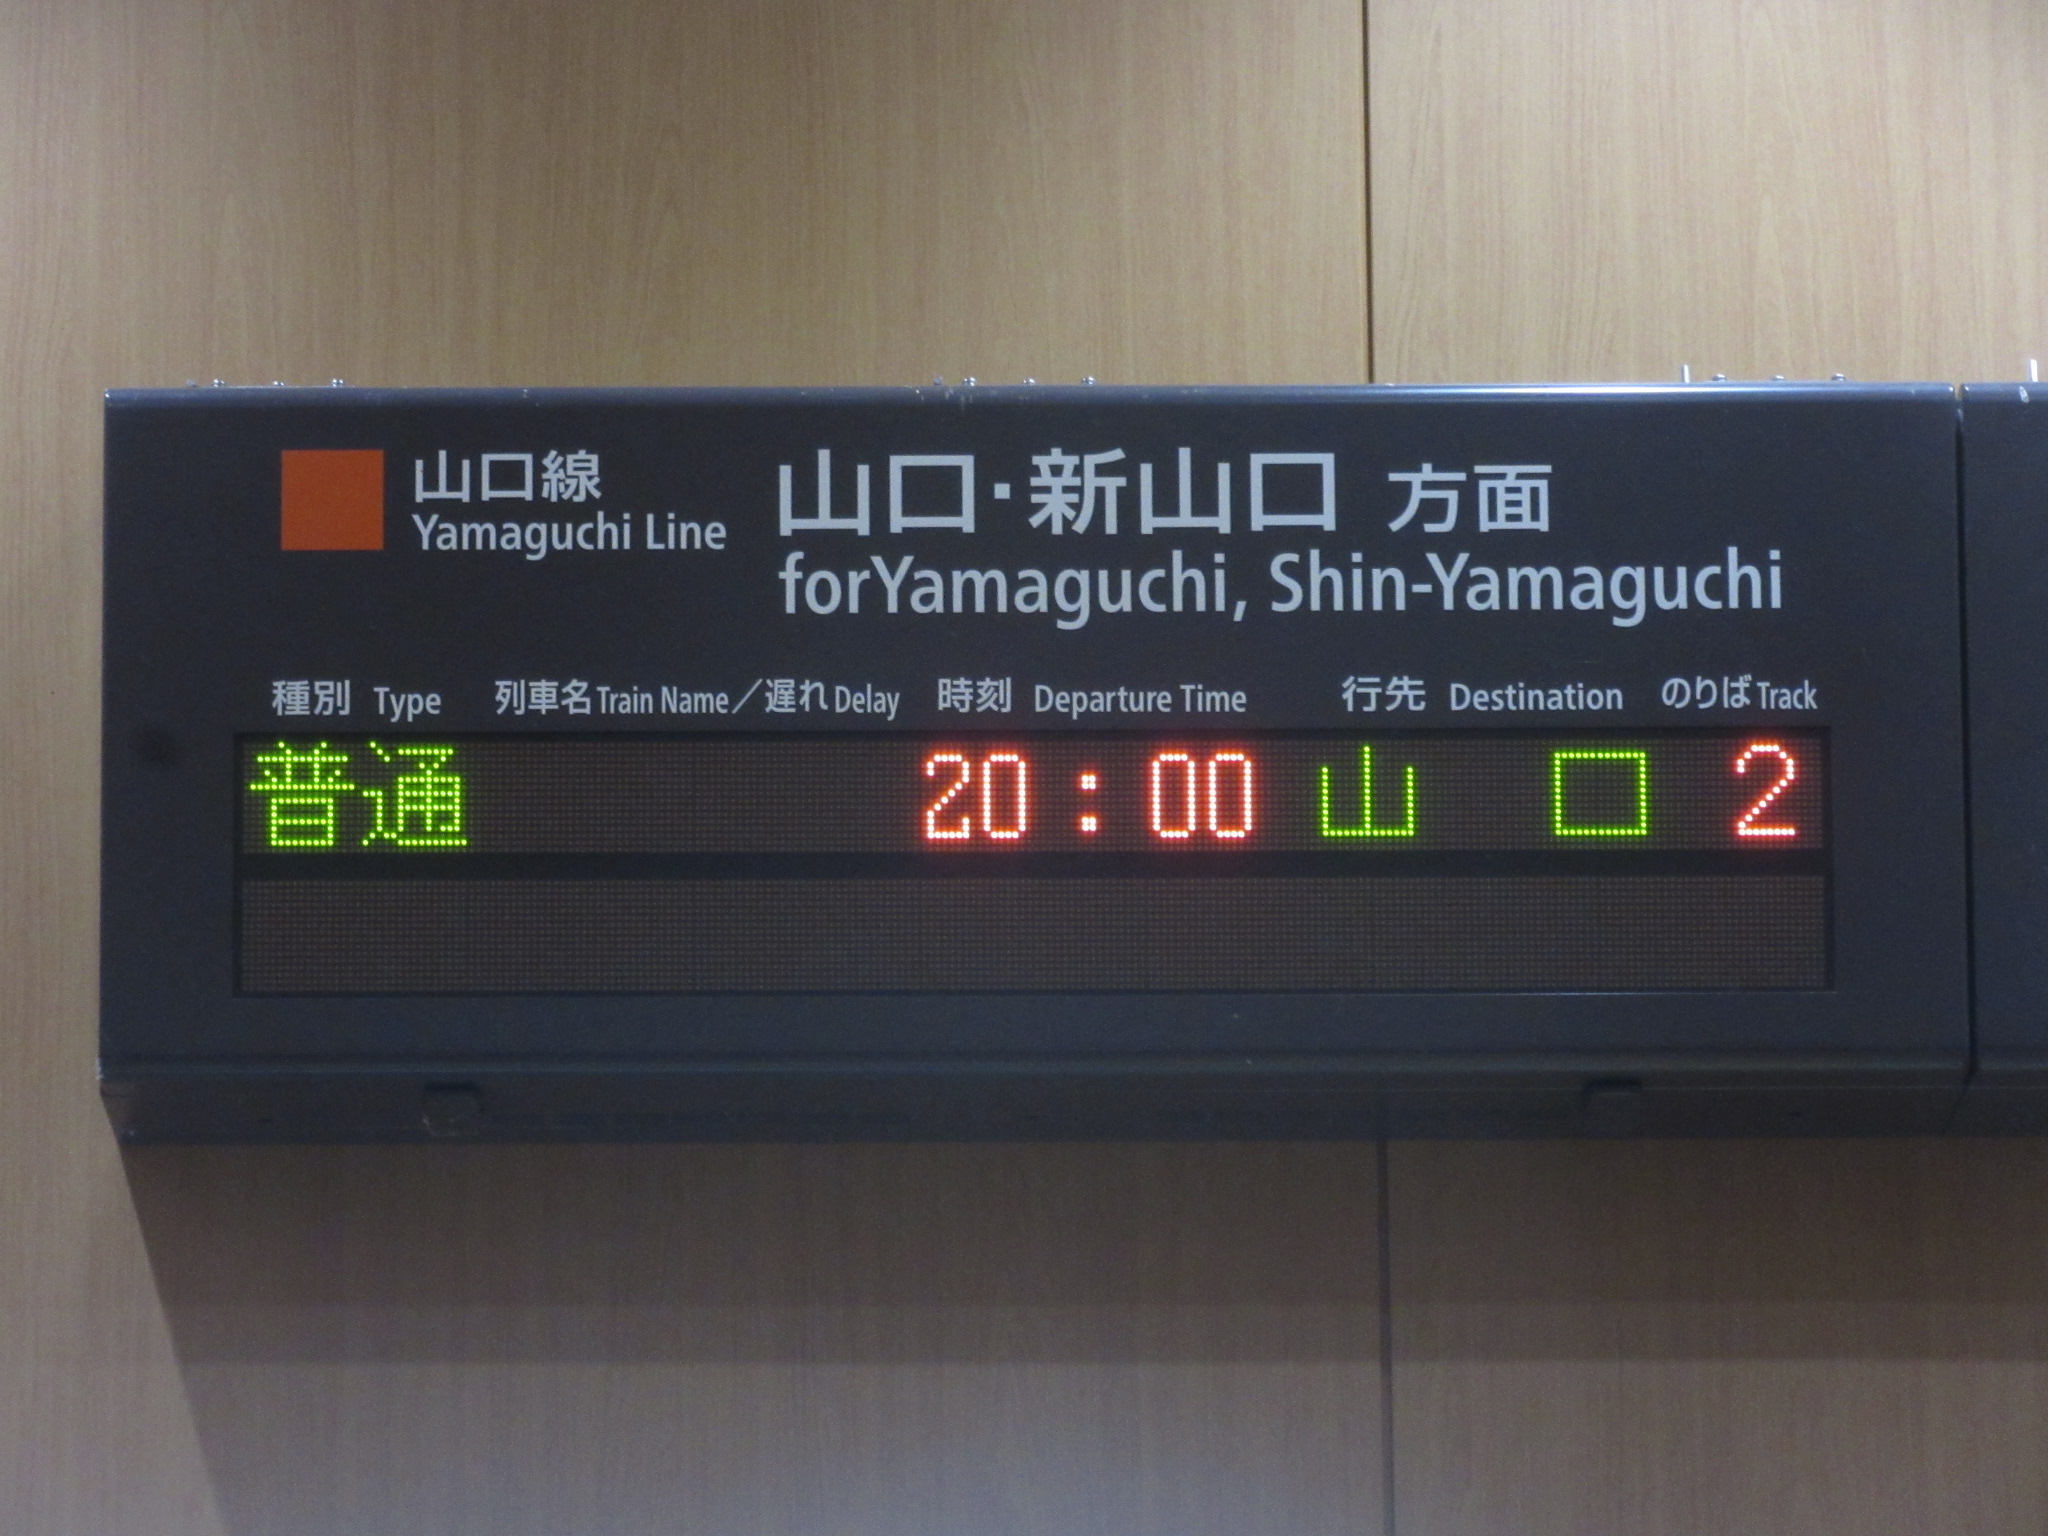 山口線 山口・新山口 方面
Yamaguchi Line for Yamaguchi, Shin-Yamaguchi
種別 Type 列車名 Train Name／遅れ Delay 時刻 Departure Time 行先 Destination のりば Track
普通 20:00 山口 2